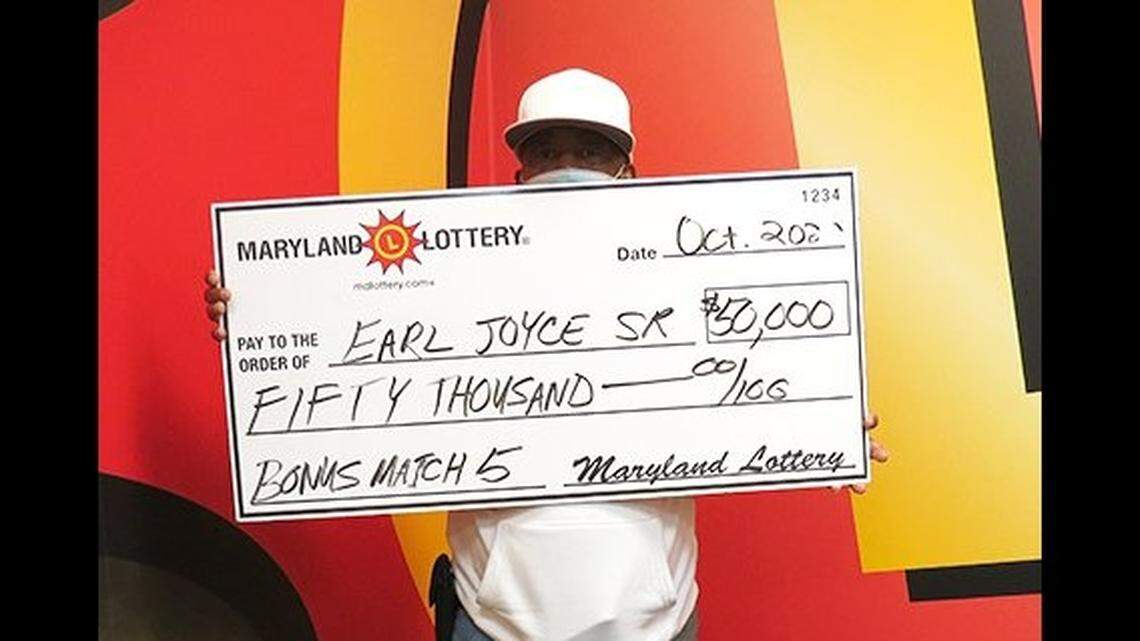 1234
MARYLAND L LOTTERY®
Date Oct. 202
mdlottery.com
PAY TO THE ORDER OF EARL JOYCE SR $50,000
FIFTY THOUSAND — 00/100
BONUS MATCH 5 Maryland Lottery